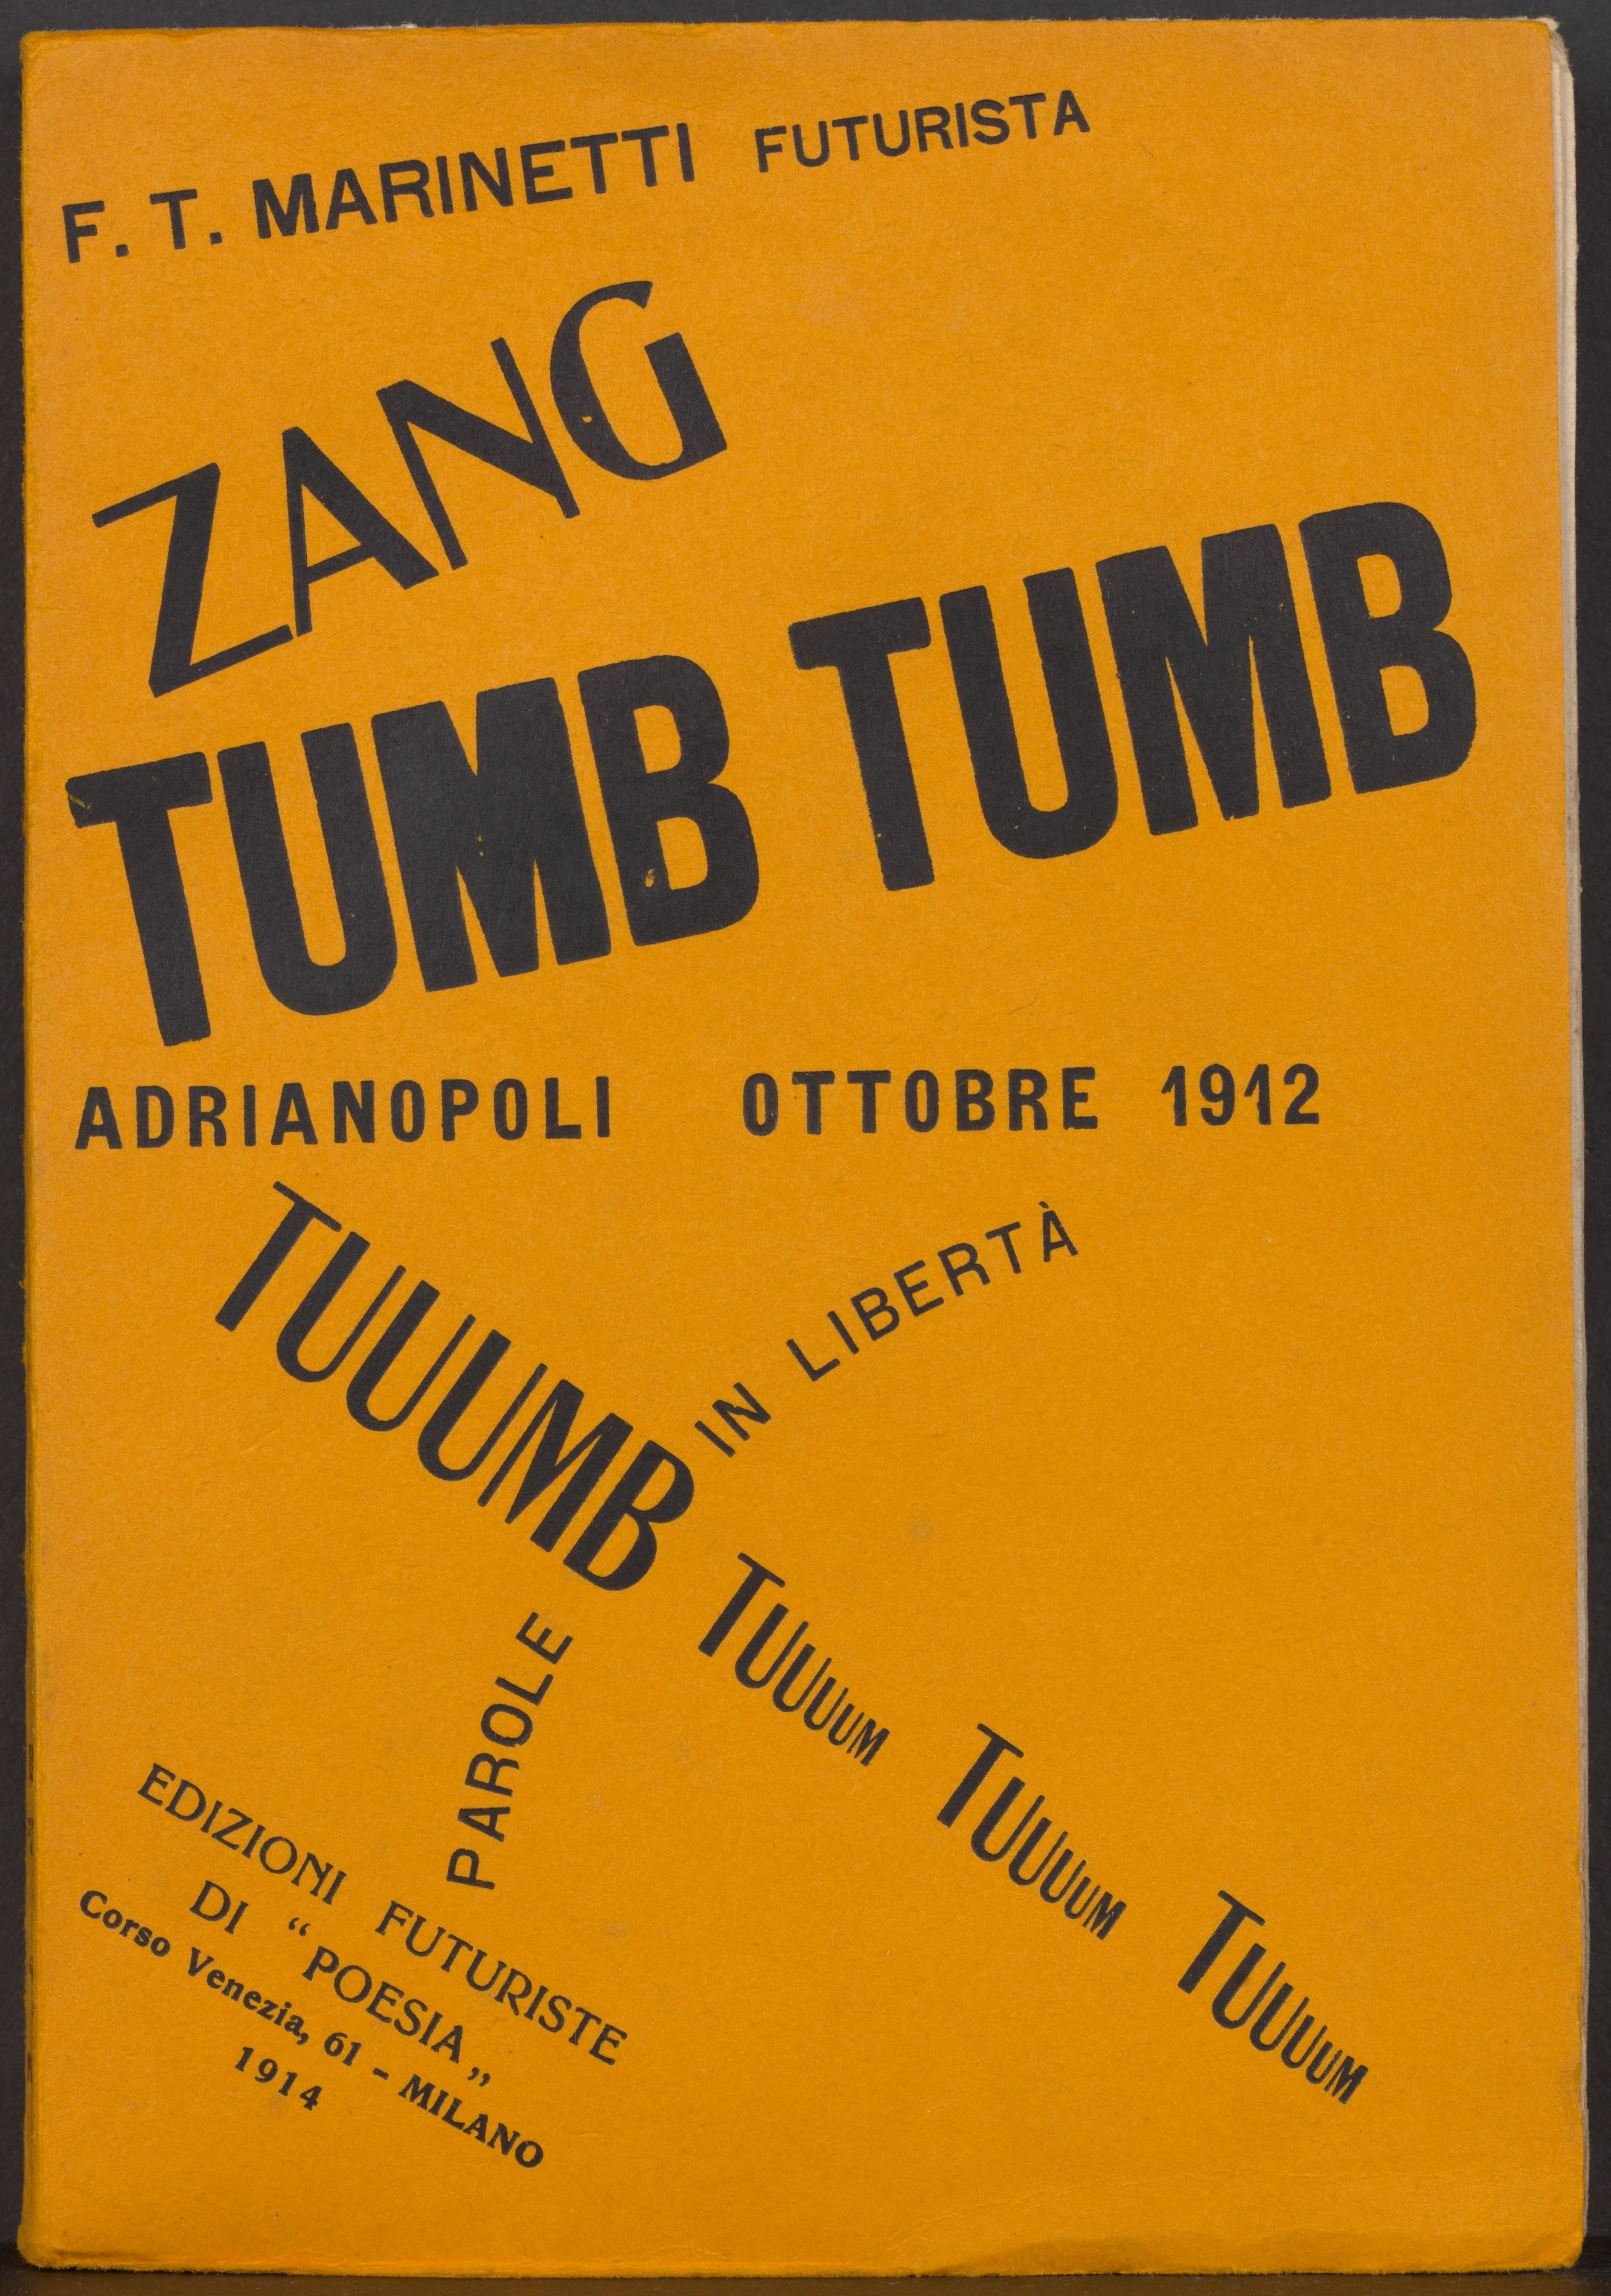 F. T. MARINETTI FUTURISTA
ZANG
TUMB TUMB
ADRIANOPOLI OTTOBRE 1912
TUUUMB
TUUUUM TUUUUM TUUUUM
PAROLE IN LIBERTÀ
EDIZIONI FUTURISTE
DI “POESIA„
Corso Venezia, 61 - MILANO
1914